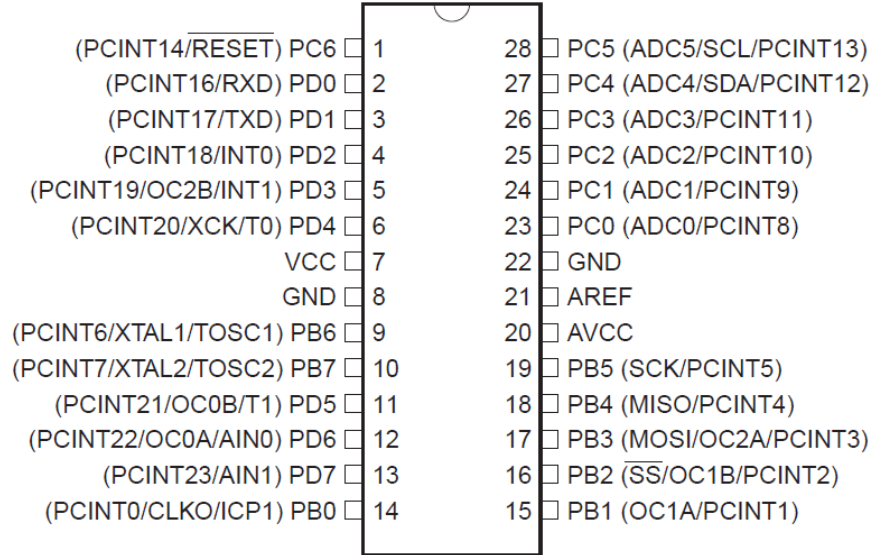 (PCINT14/RESET) PC6 1 28 PC5 (ADC5/SCL/PCINT13)
(PCINT16/RXD) PD0 2 27 PC4 (ADC4/SDA/PCINT12)
(PCINT17/TXD) PD1 3 26 PC3 (ADC3/PCINT11)
(PCINT18/INT0) PD2 4 25 PC2 (ADC2/PCINT10)
(PCINT19/OC2B/INT1) PD3 5 24 PC1 (ADC1/PCINT9)
(PCINT20/XCK/T0) PD4 6 23 PC0 (ADC0/PCINT8)
VCC 7 22 GND
GND 8 21 AREF
(PCINT6/XTAL1/TOSC1) PB6 9 20 AVCC
(PCINT7/XTAL2/TOSC2) PB7 10 19 PB5 (SCK/PCINT5)
(PCINT21/OC0B/T1) PD5 11 18 PB4 (MISO/PCINT4)
(PCINT22/OC0A/AIN0) PD6 12 17 PB3 (MOSI/OC2A/PCINT3)
(PCINT23/AIN1) PD7 13 16 PB2 (SS/OC1B/PCINT2)
(PCINT0/CLKO/ICP1) PB0 14 15 PB1 (OC1A/PCINT1)